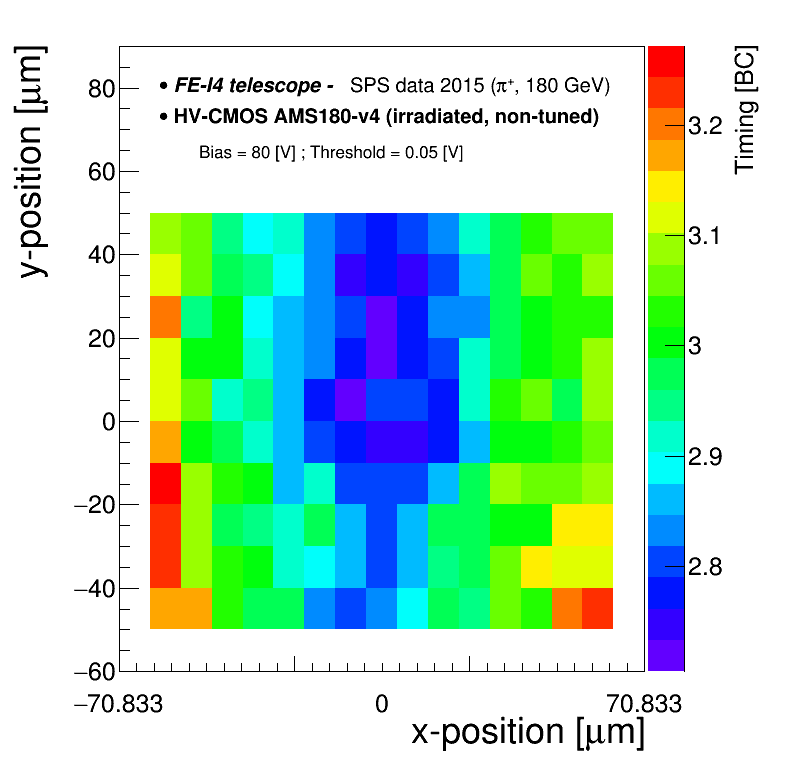 • FE-I4 telescope - SPS data 2015 (π⁺, 180 GeV)
• HV-CMOS AMS180-v4 (irradiated, non-tuned)
Bias = 80 [V] ; Threshold = 0.05 [V]
y-position [μm]
80
60
40
20
0
−20
−40
−60
−70.833 0 70.833
x-position [μm]
Timing [BC]
3.2
3.1
3
2.9
2.8